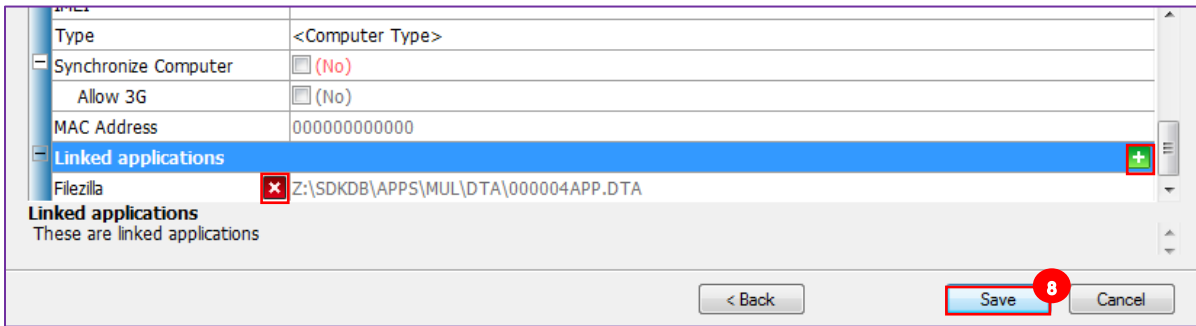 IMEI
Type <Computer Type>
Synchronize Computer (No)
Allow 3G (No)
MAC Address 000000000000
Linked applications
Filezilla Z:\SDKDB\APPS\MUL\DTA\000004APP.DTA
Linked applications
These are linked applications
8
< Back Save Cancel